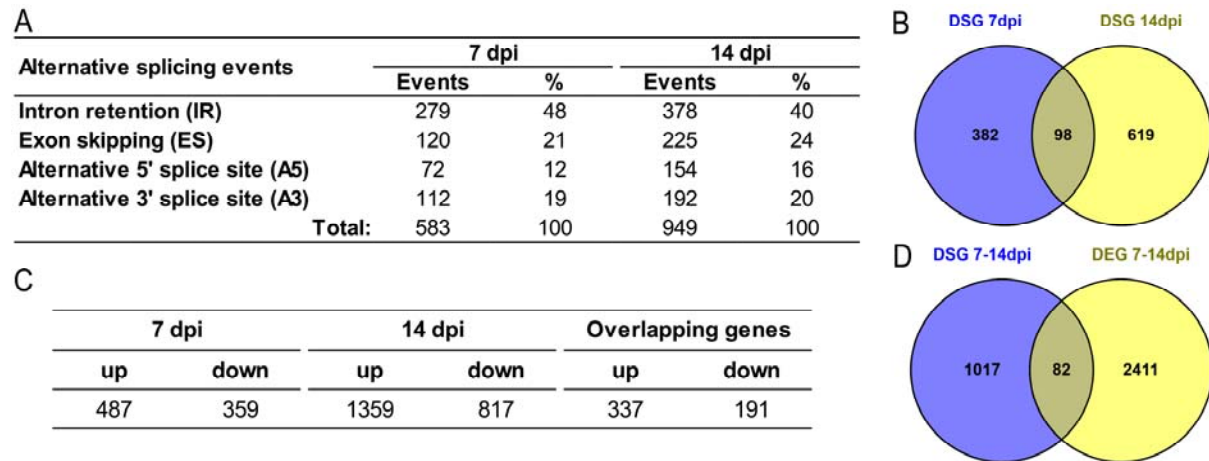 A
Alternative splicing events 7 dpi 14 dpi
Events % Events %
Intron retention (IR) 279 48 378 40
Exon skipping (ES) 120 21 225 24
Alternative 5' splice site (A5) 72 12 154 16
Alternative 3' splice site (A3) 112 19 192 20
Total: 583 100 949 100
B
DSG 7dpi DSG 14dpi
382 98 619
C
7 dpi 14 dpi Overlapping genes
up down up down up down
487 359 1359 817 337 191
D
DSG 7-14dpi DEG 7-14dpi
1017 82 2411